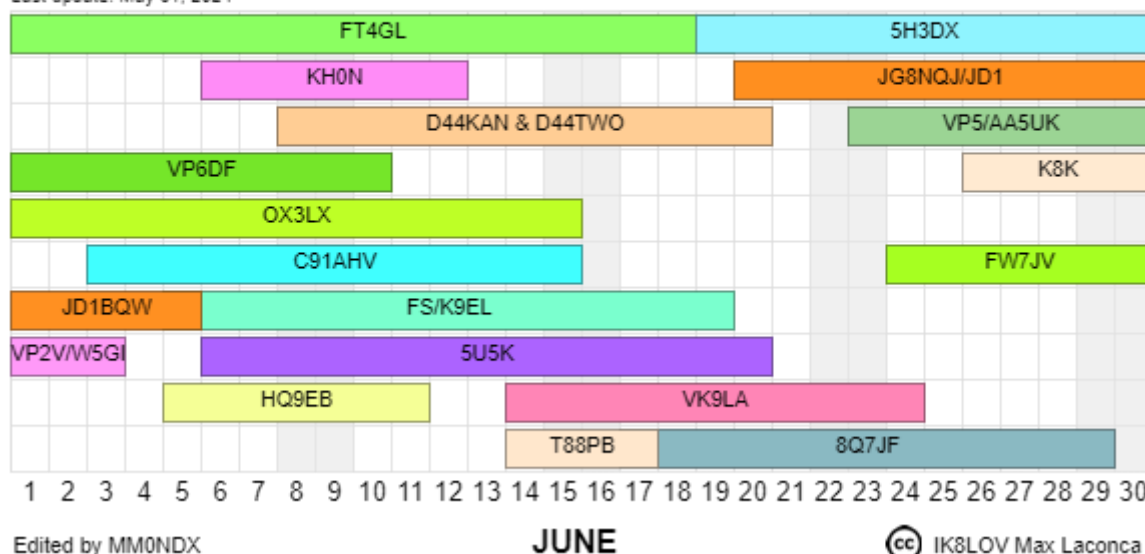 FT4GL 5H3DX
KH0N JG8NQJ/JD1
D44KAN & D44TWO VP5/AA5UK
VP6DF K8K
OX3LX
C91AHV FW7JV
JD1BQW FS/K9EL
VP2V/W5GI 5U5K
HQ9EB VK9LA
T88PB 8Q7JF
1 2 3 4 5 6 7 8 9 10 11 12 13 14 15 16 17 18 19 20 21 22 23 24 25 26 27 28 29 30
Edited by MM0NDX JUNE cc IK8LOV Max Laconca